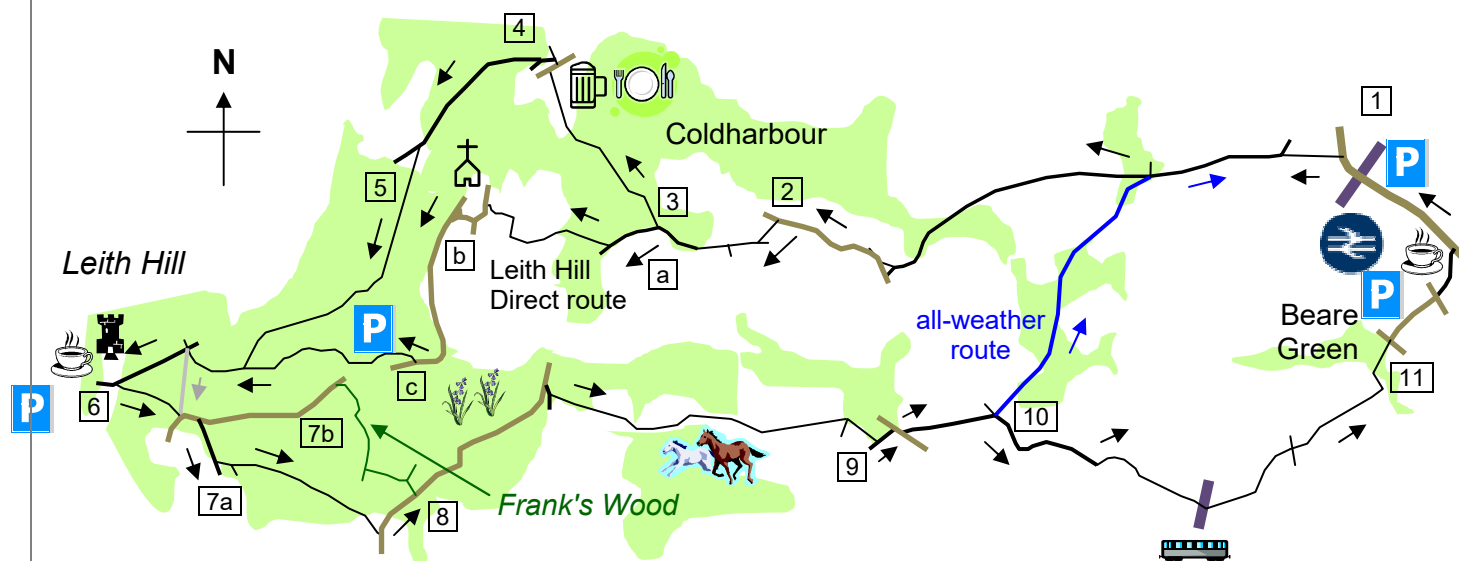 4
N
1
P
Coldharbour
5
3
2
b
Leith Hill
a
Leith Hill
Direct route
P
P
all-weather
route
Beare
Green
6
c
11
P
7b
10
9
7a
8
Frank's Wood